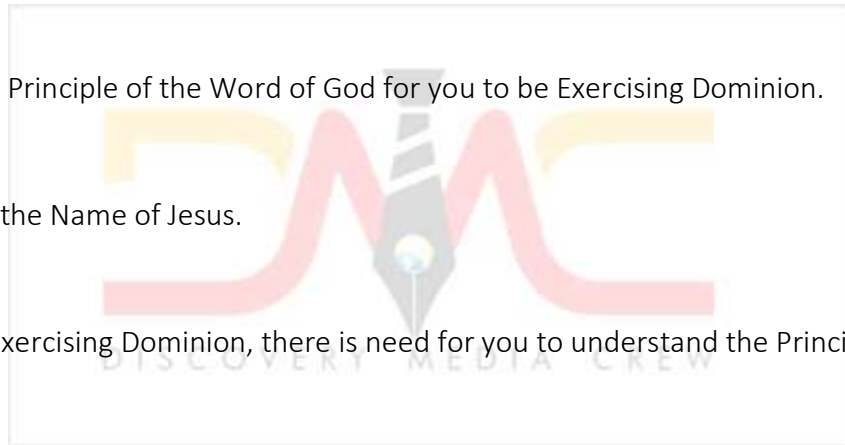 Principle of the Word of God for you to be Exercising Dominion.
the Name of Jesus.
xercising Dominion, there is need for you to understand the Princi
DISCOVERY MEDIA CREW